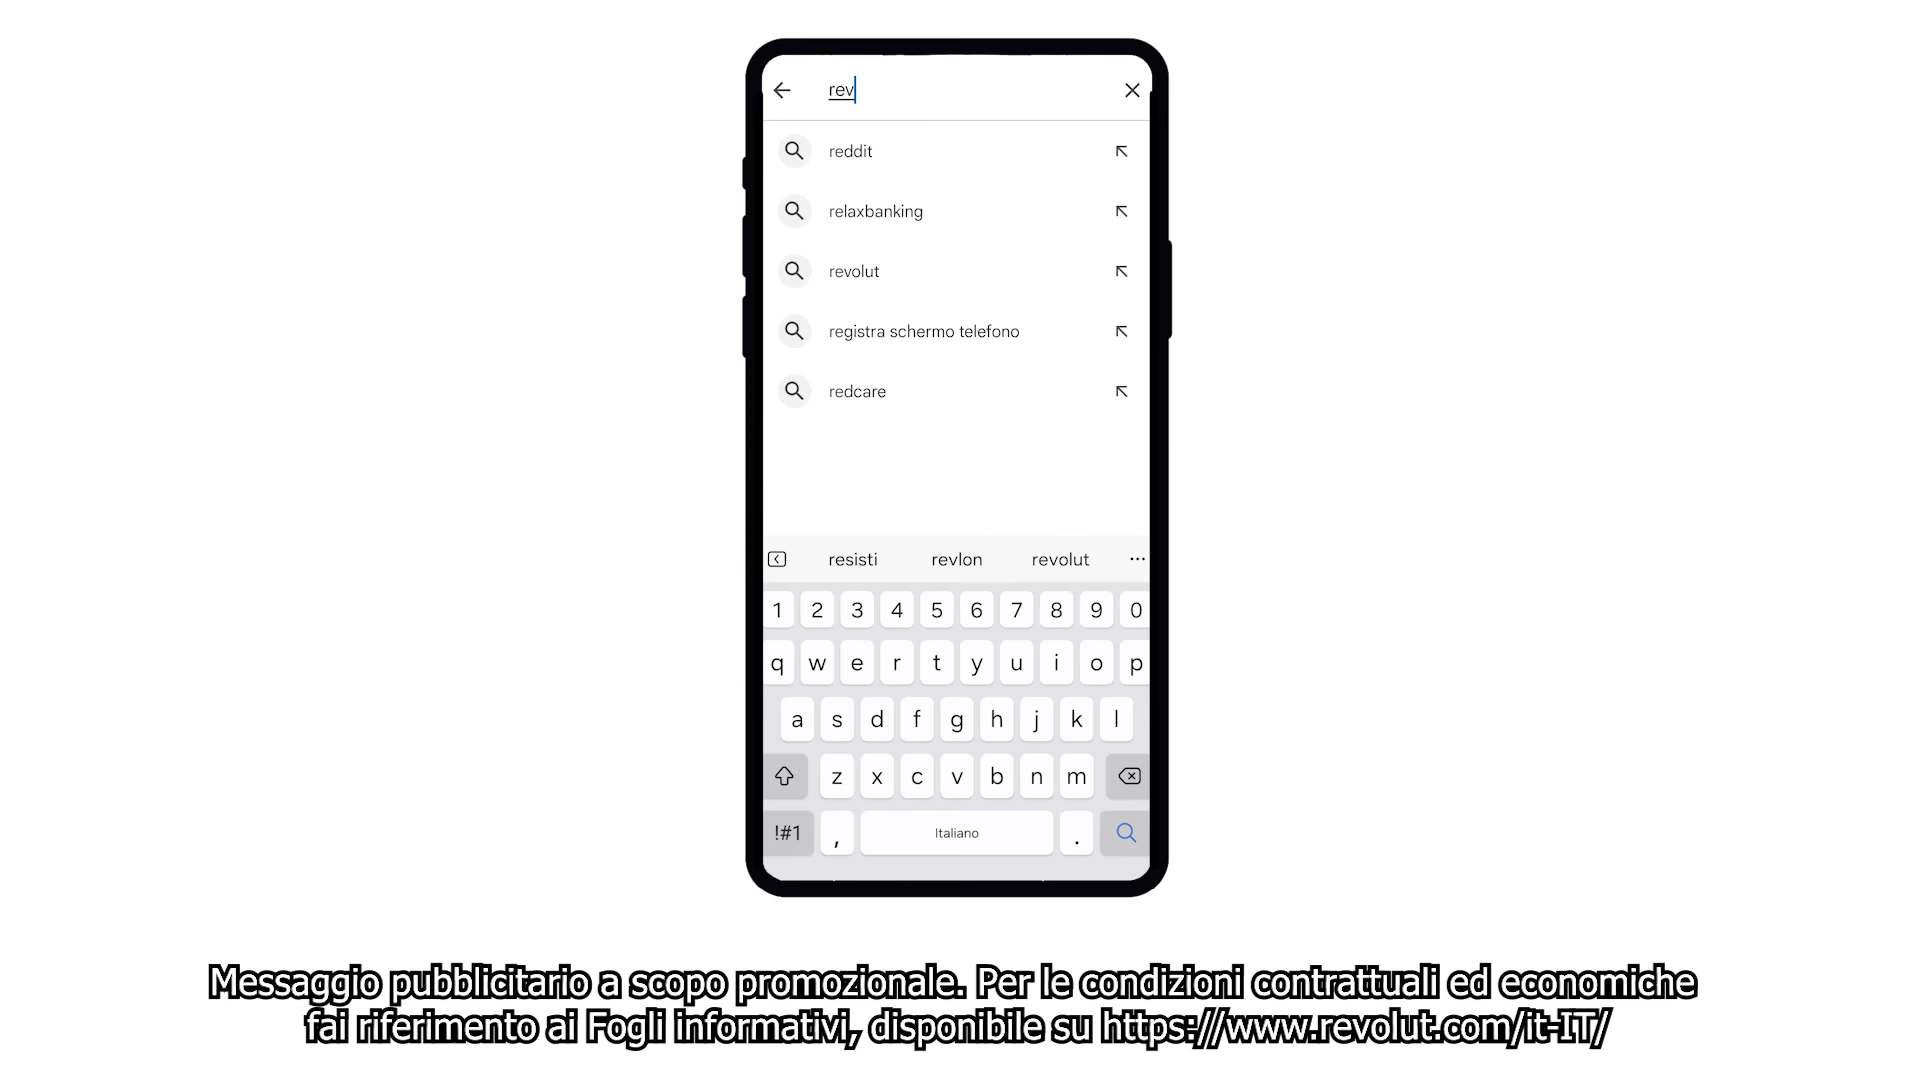 rev
reddit
relaxbanking
revolut
registra schermo telefono
redcare
resisti revlon revolut ...
1 2 3 4 5 6 7 8 9 0
q w e r t y u i o p
a s d f g h j k l
z x c v b n m
!#1 , Italiano .
Messaggio pubblicitario a scopo promozionale. Per le condizioni contrattuali ed economiche
fai riferimento ai Fogli informativi, disponibile su https://www.revolut.com/it-IT/